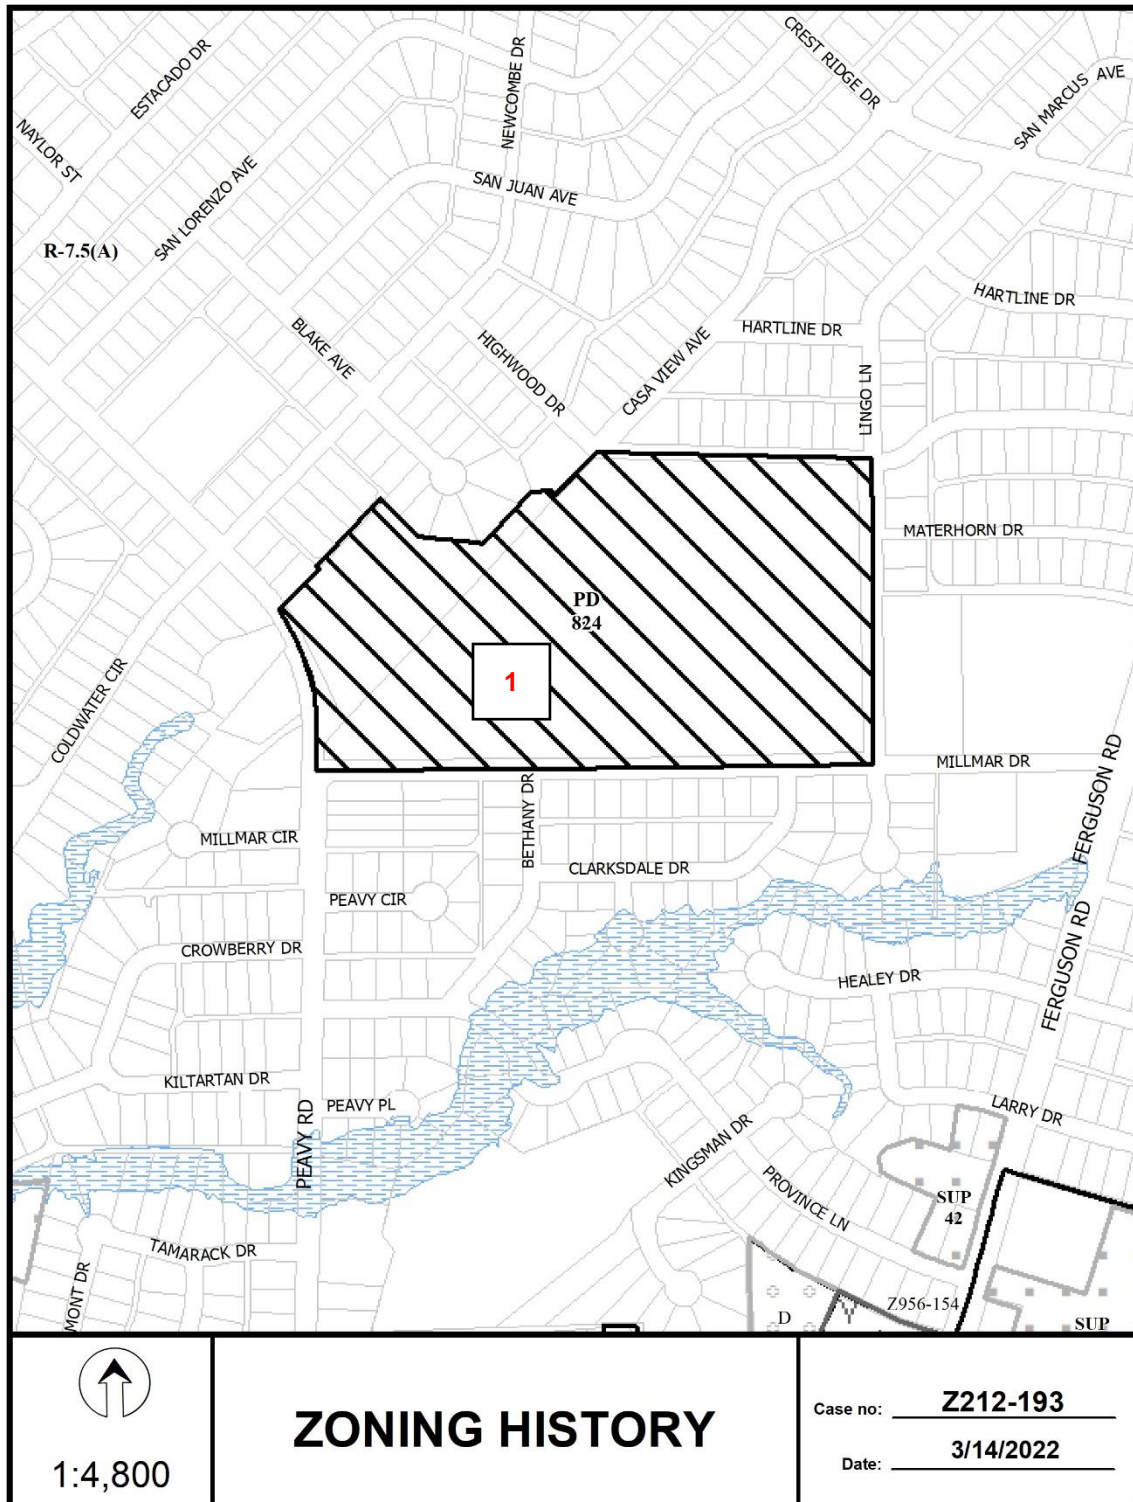 CREST RIDGE DR
ESTACADO DR
NEWCOMBE DR
SAN MARCUS AVE
NAYLOR ST
SAN JUAN AVE
SAN LORENZO AVE
R-7.5(A)
HARTLINE DR
BLAKE AVE
HIGHWOOD DR
CASA VIEW AVE
HARTLINE DR
LINGO LN
MATERHORN DR
PD
824
1
COLDWATER CIR
MILLMAR DR
FERGUSON RD
BETHANY DR
MILLMAR CIR
CLARKSDALE DR
PEAVY CIR
CROWBERRY DR
HEALEY DR
FERGUSON RD
KILTARTAN DR
PEAVY PL
LARRY DR
PEAVY RD
KINGSMAN DR
PROVINCE LN
SUP
42
TAMARACK DR
MONT DR
Z956-154
D
SUP
1:4,800
ZONING HISTORY
Case no: Z212-193
Date: 3/14/2022